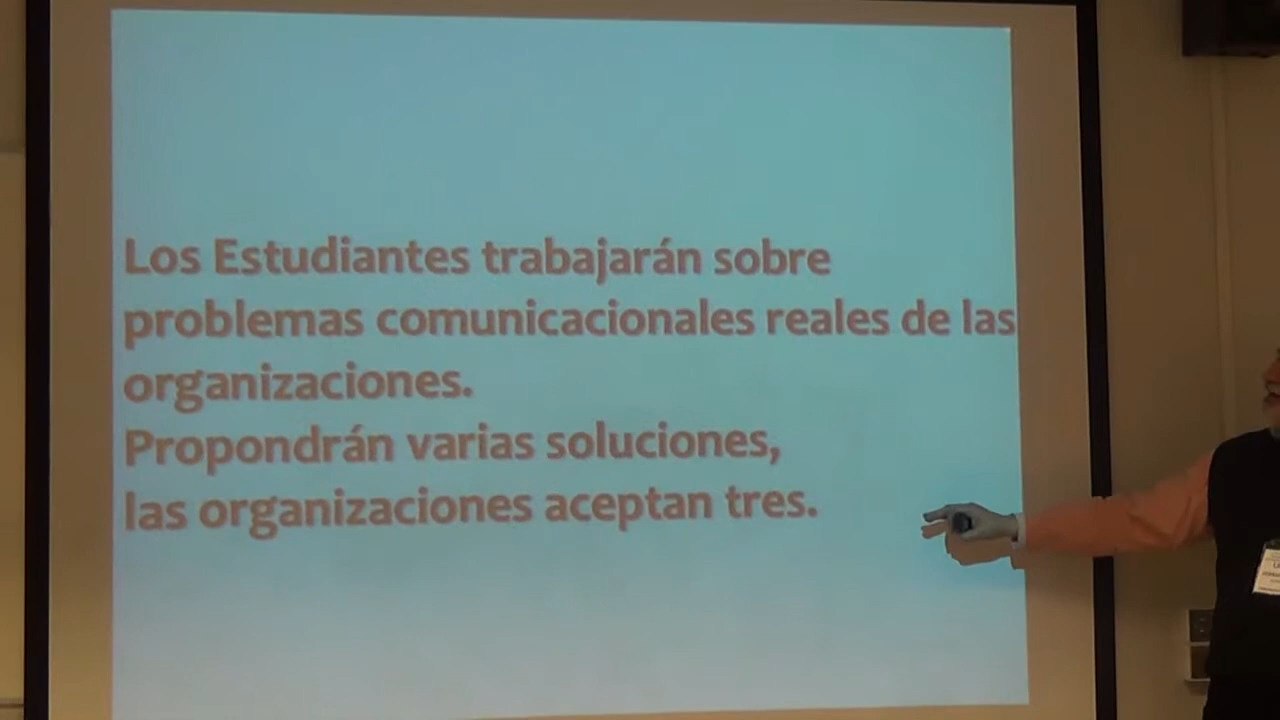 Los Estudiantes trabajarán sobre
problemas comunicacionales reales de las
organizaciones.
Propondrán varias soluciones,
las organizaciones aceptan tres.